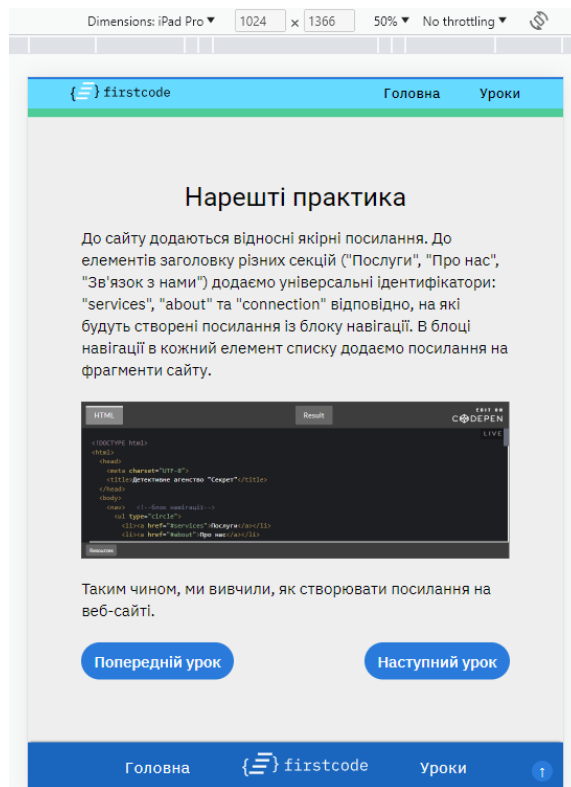 Dimensions: iPad Pro ▼ 1024 x 1366 50% ▼ No throttling ▼
{ } firstcode Головна Уроки
Нарешті практика
До сайту додаються відносні якірні посилання. До
елементів заголовку різних секцій ("Послуги", "Про нас",
"Зв'язок з нами") додаємо універсальні ідентифікатори:
"services", "about" та "connection" відповідно, на які
будуть створені посилання із блоку навігації. В блоці
навігації в кожний елемент списку додаємо посилання на
фрагменти сайту.
HTML Result EDIT ON
CODEPEN
LIVE
<!DOCTYPE html>
<html>
<head>
<meta charset="UTF-8">
<title>Детективне агенство "Секрет"</title>
</head>
<body>
<nav> <!--Блок навігації-->
<ul type="circle">
<li><a href="#services">Послуги</a></li>
<li><a href="#about">Про нас</a></li>
Resources
Таким чином, ми вивчили, як створювати посилання на
веб-сайті.
Попередній урок Наступний урок
Головна { } firstcode Уроки ↑